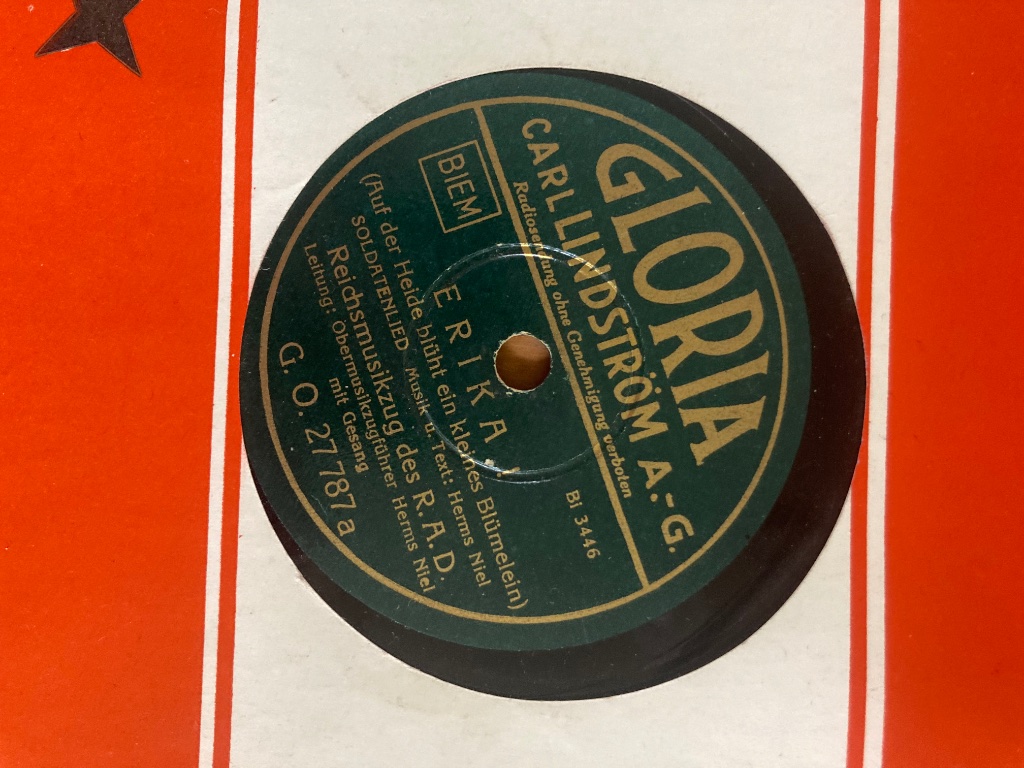 GLORIA
CARL LINDSTRÖM A.-G.
Radiosendung ohne Genehmigung verboten
BIEM
Bi 3446
ERIKA!
(Auf der Heide blüht ein kleines Blümelein)
SOLDATENLIED Musik u. Text: Herms Niel
Reichsmusikzug des R. A. D.
mit Gesang
Leitung: Obermusikzugführer Herms Niel
G. O. 27787 a